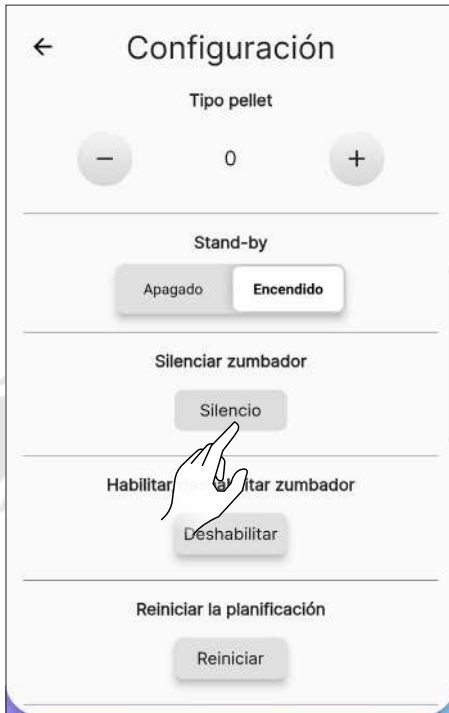 Configuración
Tipo pellet
− 0 +
Stand-by
Apagado Encendido
Silenciar zumbador
Silencio
Habilitar zumbador
Deshabilitar
Reiniciar la planificación
Reiniciar